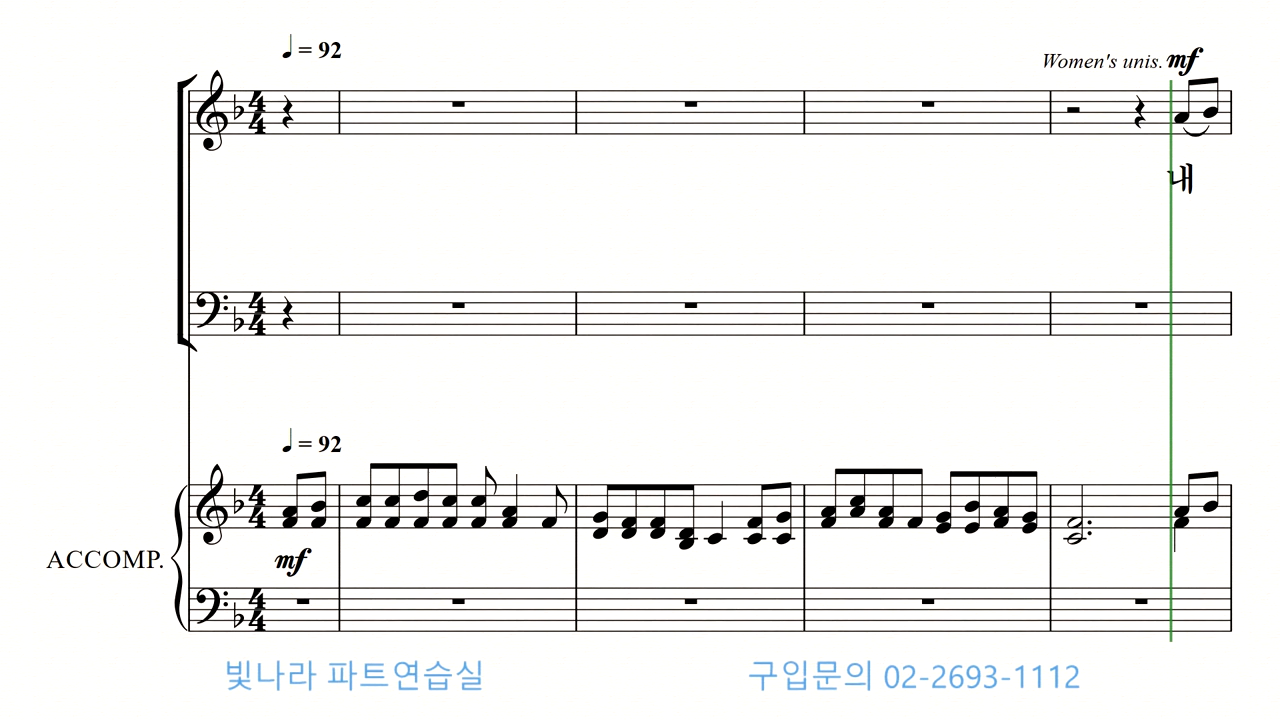 ♩ = 92
Women's unis. mf
내
♩ = 92
ACCOMP.
mf
빛나라 파트연습실 구입문의 02-2693-1112